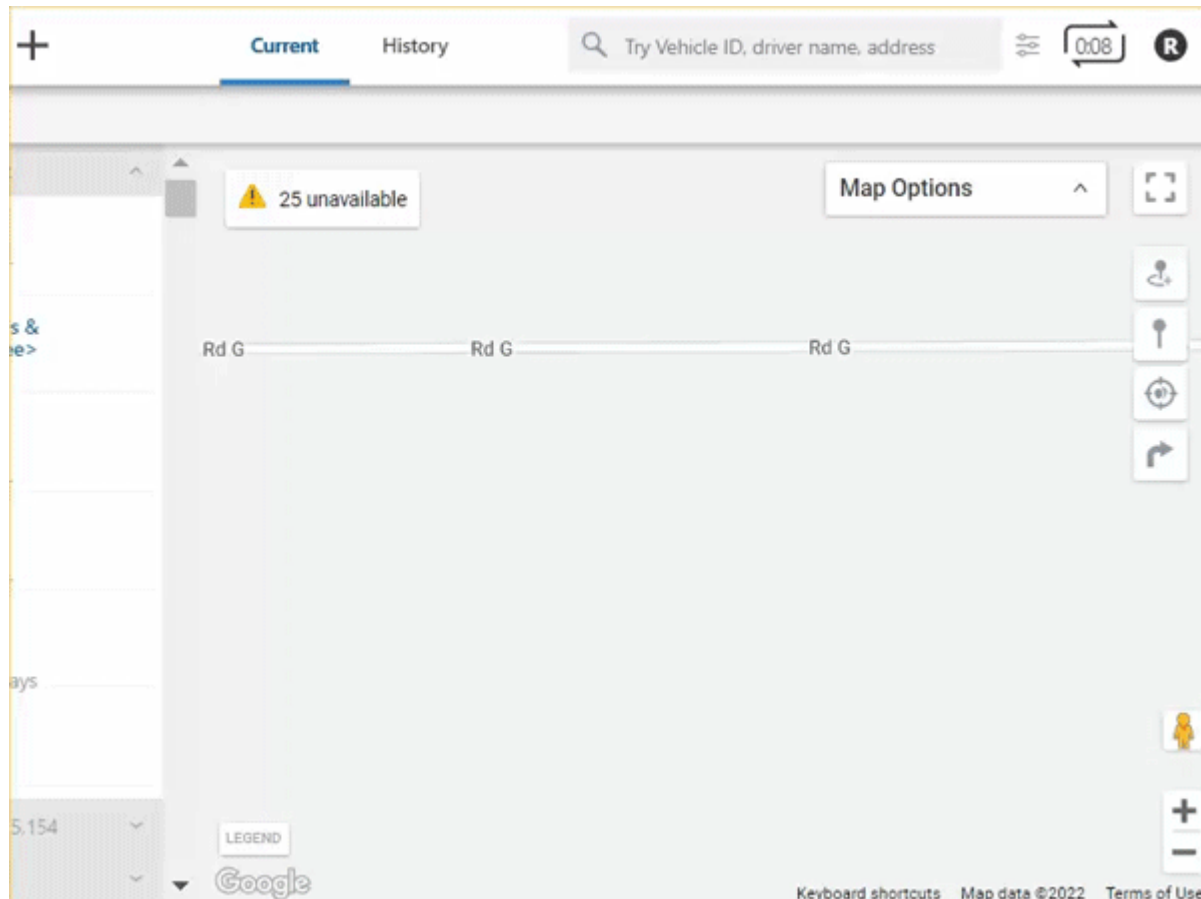 Current History Try Vehicle ID, driver name, address 0:08 R
25 unavailable Map Options
s &
e>
Rd G Rd G Rd G
ays
5.154
LEGEND
Google
Keyboard shortcuts Map data ©2022 Terms of Use